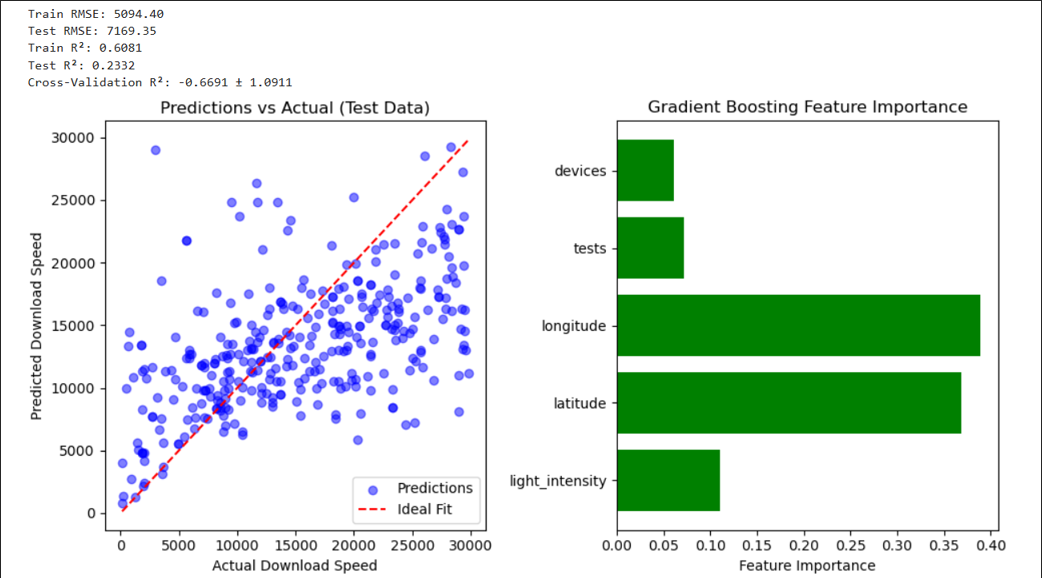 Train RMSE: 5094.40
Test RMSE: 7169.35
Train R²: 0.6081
Test R²: 0.2332
Cross-Validation R²: -0.6691 ± 1.0911
Predictions vs Actual (Test Data)
Predicted Download Speed
30000
25000
20000
15000
10000
5000
0
Predictions
Ideal Fit
0 5000 10000 15000 20000 25000 30000
Actual Download Speed
Gradient Boosting Feature Importance
devices
tests
longitude
latitude
light_intensity
0.00 0.05 0.10 0.15 0.20 0.25 0.30 0.35 0.40
Feature Importance